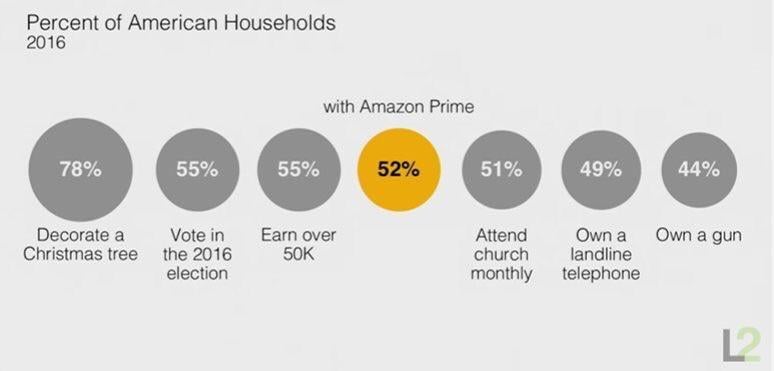 Percent of American Households
2016
with Amazon Prime
78%
55%
55%
52%
51%
49%
44%
Decorate a
Christmas tree
Vote in
the 2016
election
Earn over
50K
Attend
church
monthly
Own a
landline
telephone
Own a gun
L2